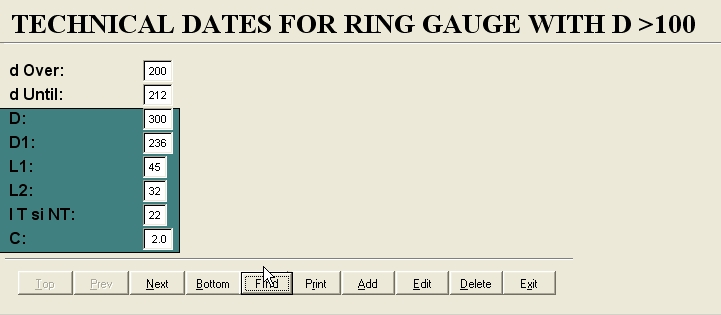 TECHNICAL DATES FOR RING GAUGE WITH D >100
d Over: 200
d Until: 212
D: 300
D1: 236
L1: 45
L2: 32
l T si NT: 22
C: 2.0
Top Prev Next Bottom Find Print Add Edit Delete Exit